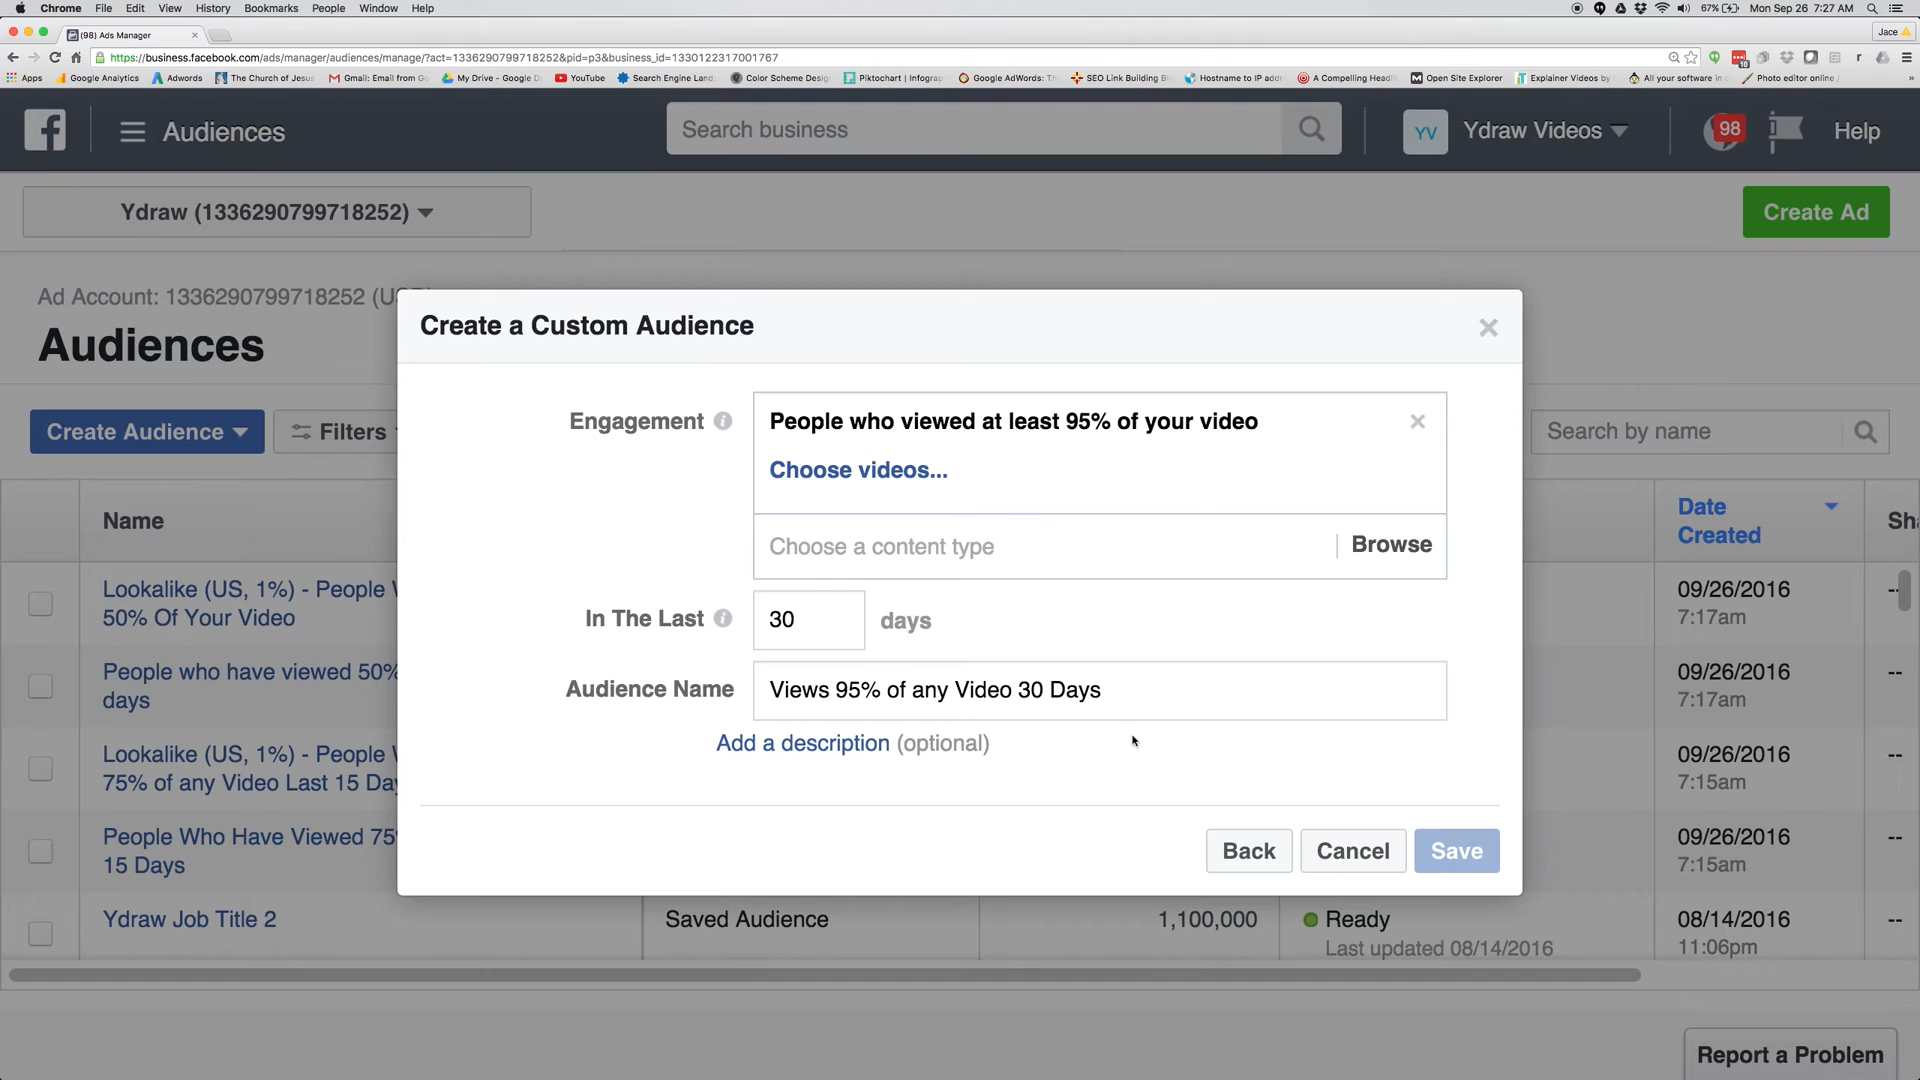 Chrome File Edit View History Bookmarks People Window Help 67% Mon Sep 26 7:27 AM
(98) Ads Manager Jace
https://business.facebook.com/ads/manager/audiences/manage/?act=1336290799718252&pid=p3&business_id=1330122317001767
Apps Google Analytics Adwords The Church of Jesus Gmail: Email from Go My Drive - Google D YouTube Search Engine Land Color Scheme Desig Piktochart | Infograp Google AdWords: Th SEO Link Building Bl Hostname to IP addr A Compelling Headl Open Site Explorer Explainer Videos by All your software in Photo editor online
Audiences Search business YV Ydraw Videos 98 Help
Ydraw (1336290799718252) Create Ad
Ad Account: 1336290799718252
Audiences
Create Audience Filters Search by name
Name Date Created
Create a Custom Audience
Engagement People who viewed at least 95% of your video
Choose videos...
Choose a content type Browse
In The Last 30 days
Audience Name Views 95% of any Video 30 Days
Add a description (optional)
Back Cancel Save
Lookalike (US, 1%) - People 09/26/2016
50% Of Your Video 7:17am
People who have viewed 50% 09/26/2016 --
days 7:17am
Lookalike (US, 1%) - People 09/26/2016 --
75% of any Video Last 15 7:15am
People Who Have Viewed 75 09/26/2016 --
15 Days 7:15am
Ydraw Job Title 2 Saved Audience 1,100,000 Ready 08/14/2016 --
Last updated 08/14/2016 11:06pm
Report a Problem